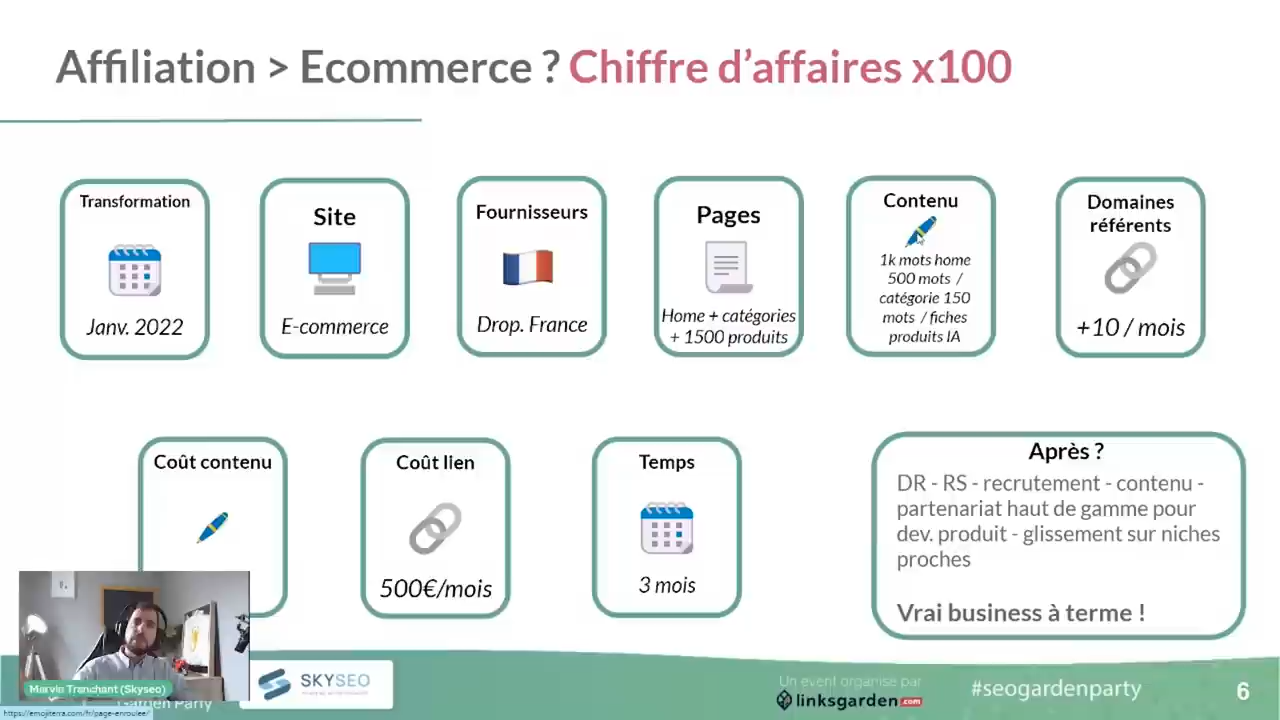 Affiliation > Ecommerce ? Chiffre d’affaires x100
Transformation
Janv. 2022
Site
E-commerce
Fournisseurs
Drop. France
Pages
Home + catégories
+ 1500 produits
Contenu
1k mots home
500 mots /
catégorie 150
mots / fiches
produits IA
Domaines
référents
+10 / mois
Coût contenu
Coût lien
500€/mois
Temps
3 mois
Après ?
DR - RS - recrutement - contenu -
partenariat haut de gamme pour
dev. produit - glissement sur niches
proches
Vrai business à terme !
Marvin Tranchant (Skyseo)
Garden Party
SKYSEO
Un event organisé par
linksgarden.com
#seogardenparty
6
https://emojiterra.com/fr/page-enroulee/